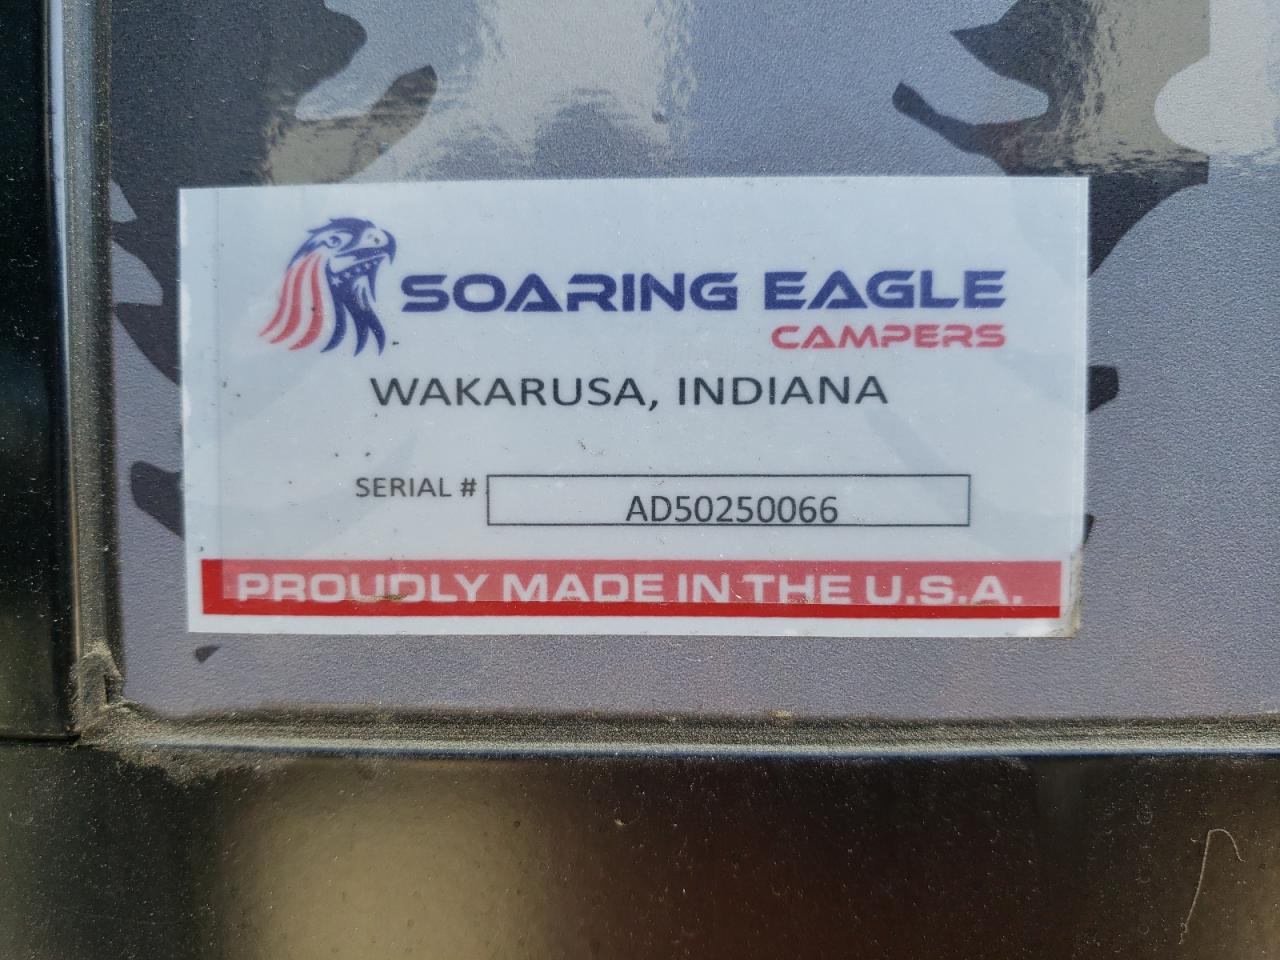 SOARING EAGLE
CAMPERS
WAKARUSA, INDIANA
SERIAL # AD50250066
PROUDLY MADE IN THE U.S.A.